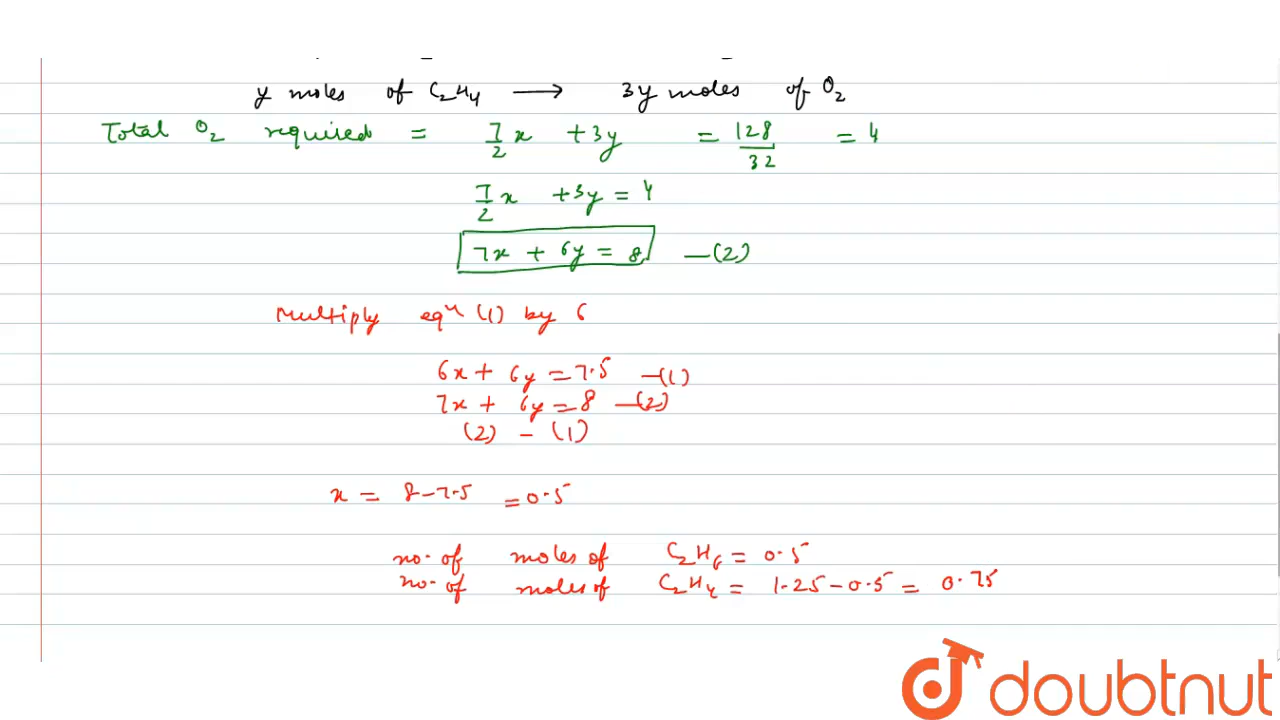 y moles of C₂H₄ ⟶ 3y moles of O₂
Total O₂ required = 7/2 x + 3y = 128/32 = 4
7/2 x + 3y = 4
7x + 6y = 8 —(2)
Multiply eqⁿ (1) by 6
6x + 6y = 7.5 —(1)
7x + 6y = 8 —(2)
(2) – (1)
x = 8–7.5 = 0.5
no. of moles of C₂H₆ = 0.5
no. of moles of C₂H₄ = 1.25 – 0.5 = 0.75
doubtnut